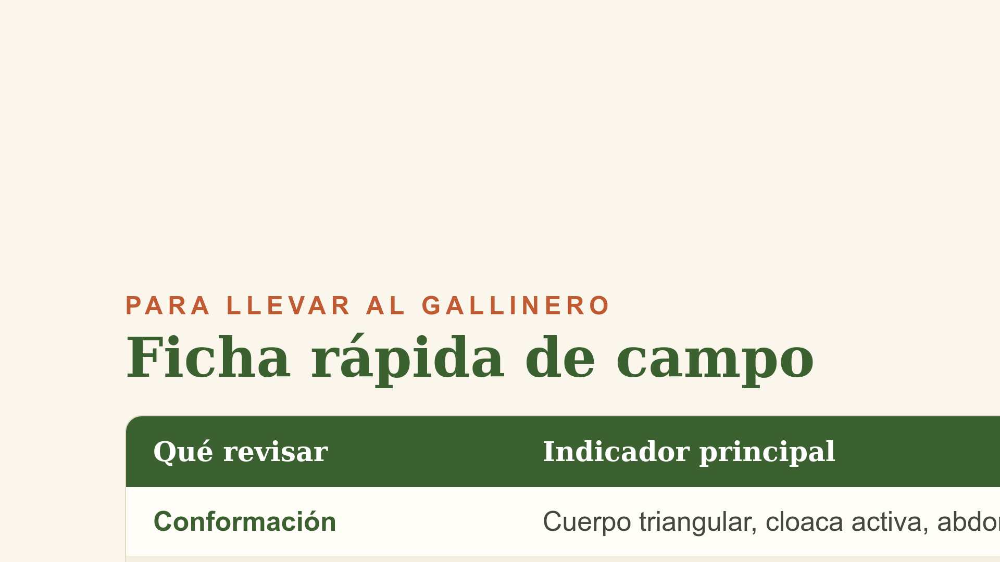 PARA LLEVAR AL GALLINERO
Ficha rápida de campo
Qué revisar
Indicador principal
Conformación
Cuerpo triangular, cloaca activa,